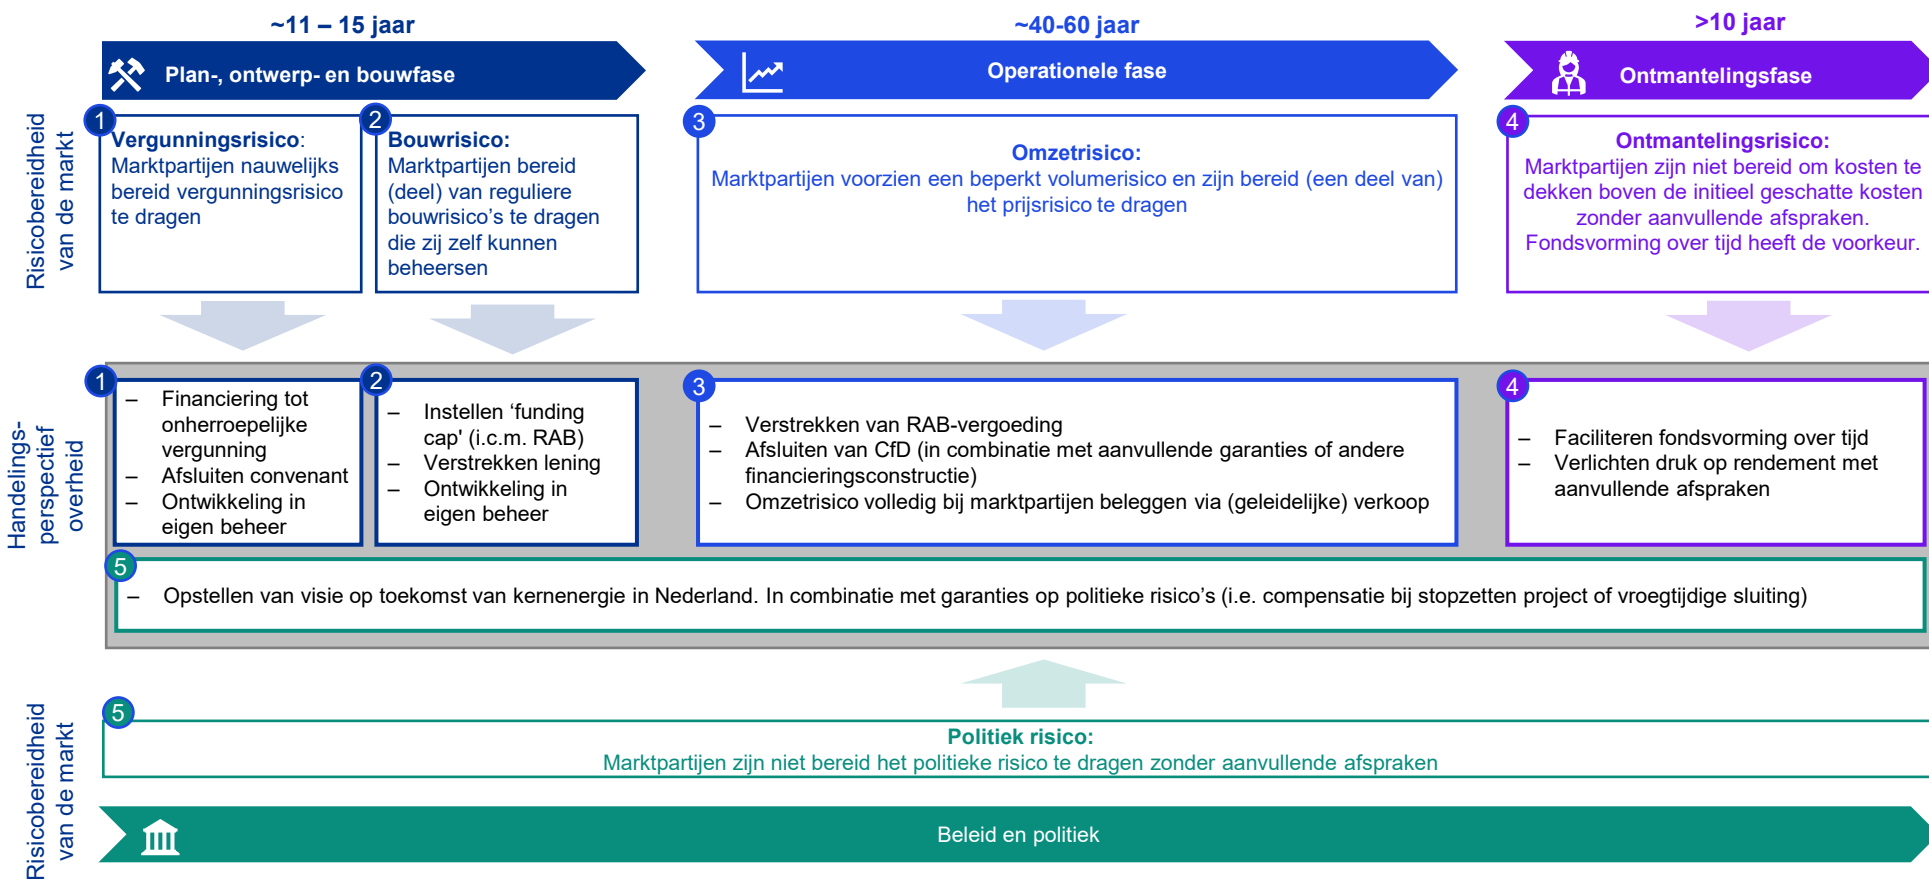 ~11 – 15 jaar
~40-60 jaar
>10 jaar
Plan-, ontwerp- en bouwfase
Operationele fase
Ontmantelingsfase
Risicobereidheid
van de markt
1
Vergunningsrisico:
Marktpartijen nauwelijks
bereid vergunningsrisico
te dragen
2
Bouwrisico:
Marktpartijen bereid
(deel) van reguliere
bouwrisico’s te dragen
die zij zelf kunnen
beheersen
3
Omzetrisico:
Marktpartijen voorzien een beperkt volumerisico en zijn bereid (een deel van)
het prijsrisico te dragen
4
Ontmantelingsrisico:
Marktpartijen zijn niet bereid om kosten te
dekken boven de initieel geschatte kosten
zonder aanvullende afspraken.
Fondsvorming over tijd heeft de voorkeur.
Handelings-
perspectief
overheid
1
– Financiering tot
onherroepelijke
vergunning
– Afsluiten convenant
– Ontwikkeling in
eigen beheer
2
– Instellen ‘funding
cap' (i.c.m. RAB)
– Verstrekken lening
– Ontwikkeling in
eigen beheer
3
– Verstrekken van RAB-vergoeding
– Afsluiten van CfD (in combinatie met aanvullende garanties of andere
financieringsconstructie)
– Omzetrisico volledig bij marktpartijen beleggen via (geleidelijke) verkoop
4
– Faciliteren fondsvorming over tijd
– Verlichten druk op rendement met
aanvullende afspraken
5
– Opstellen van visie op toekomst van kernenergie in Nederland. In combinatie met garanties op politieke risico’s (i.e. compensatie bij stopzetten project of vroegtijdige sluiting)
Risicobereidheid
van de markt
5
Politiek risico:
Marktpartijen zijn niet bereid het politieke risico te dragen zonder aanvullende afspraken
Beleid en politiek